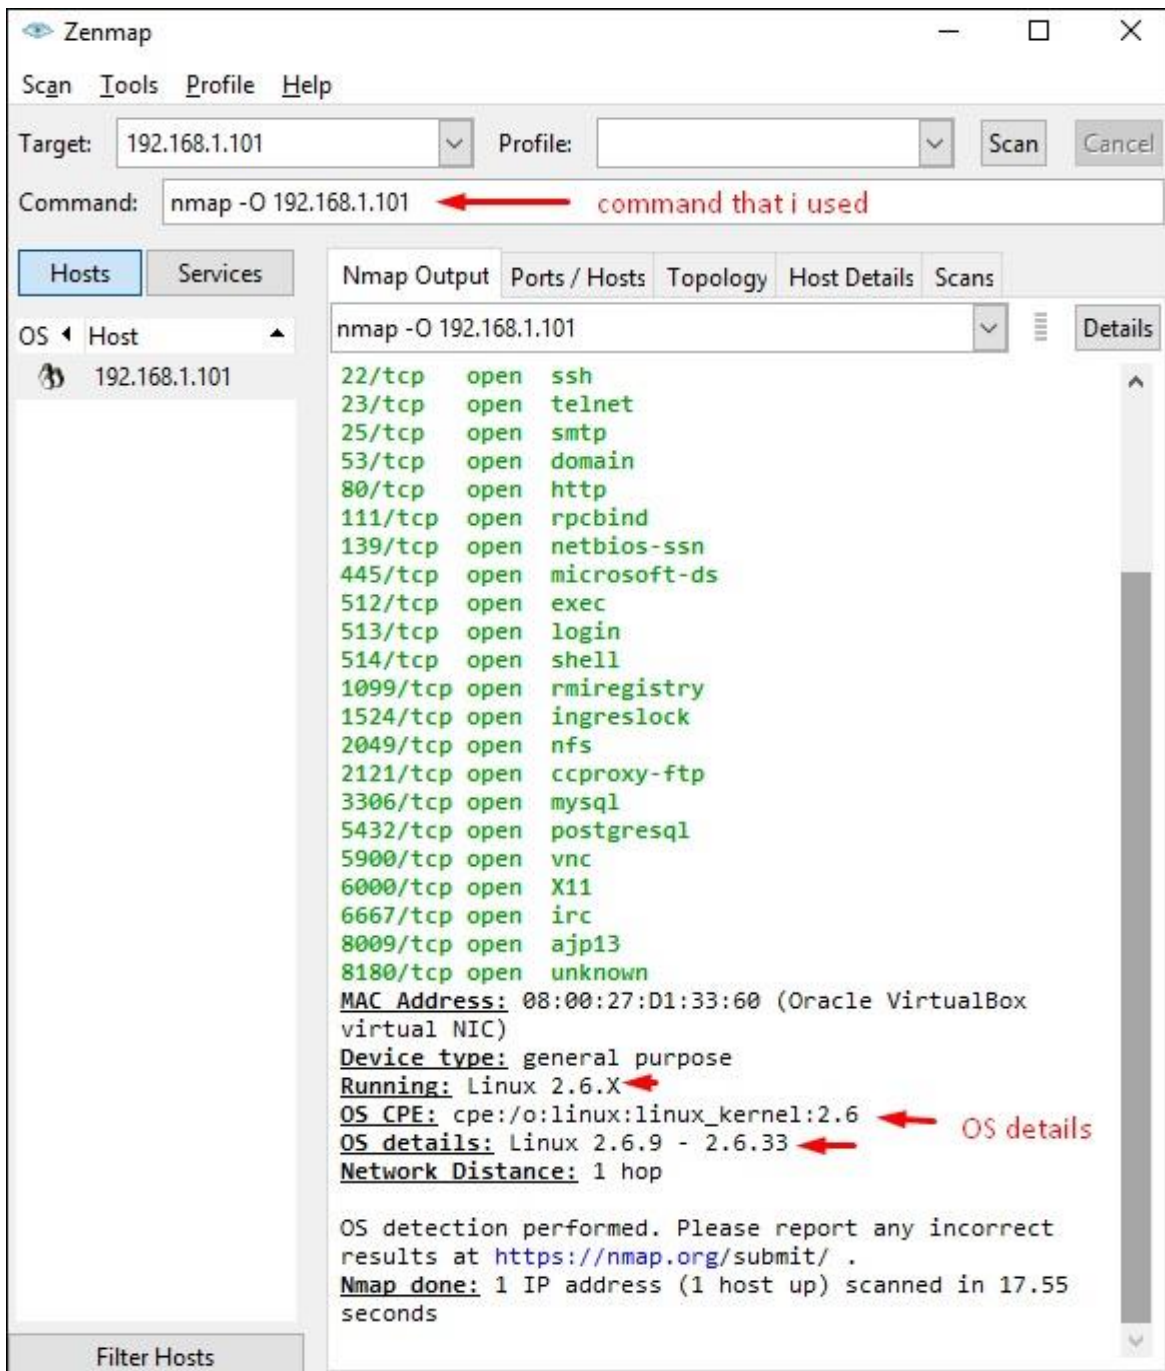 Zenmap
Scan Tools Profile Help
Target: 192.168.1.101 Profile: Scan Cancel
Command: nmap -O 192.168.1.101 command that i used
Hosts Services
Nmap Output Ports / Hosts Topology Host Details Scans
OS Host
nmap -O 192.168.1.101 Details
192.168.1.101
22/tcp open ssh
23/tcp open telnet
25/tcp open smtp
53/tcp open domain
80/tcp open http
111/tcp open rpcbind
139/tcp open netbios-ssn
445/tcp open microsoft-ds
512/tcp open exec
513/tcp open login
514/tcp open shell
1099/tcp open rmiregistry
1524/tcp open ingreslock
2049/tcp open nfs
2121/tcp open ccproxy-ftp
3306/tcp open mysql
5432/tcp open postgresql
5900/tcp open vnc
6000/tcp open X11
6667/tcp open irc
8009/tcp open ajp13
8180/tcp open unknown
MAC Address: 08:00:27:D1:33:60 (Oracle VirtualBox
virtual NIC)
Device type: general purpose
Running: Linux 2.6.X
OS CPE: cpe:/o:linux:linux_kernel:2.6
OS details
OS details: Linux 2.6.9 - 2.6.33
Network Distance: 1 hop
OS detection performed. Please report any incorrect
results at https://nmap.org/submit/ .
Nmap done: 1 IP address (1 host up) scanned in 17.55
seconds
Filter Hosts